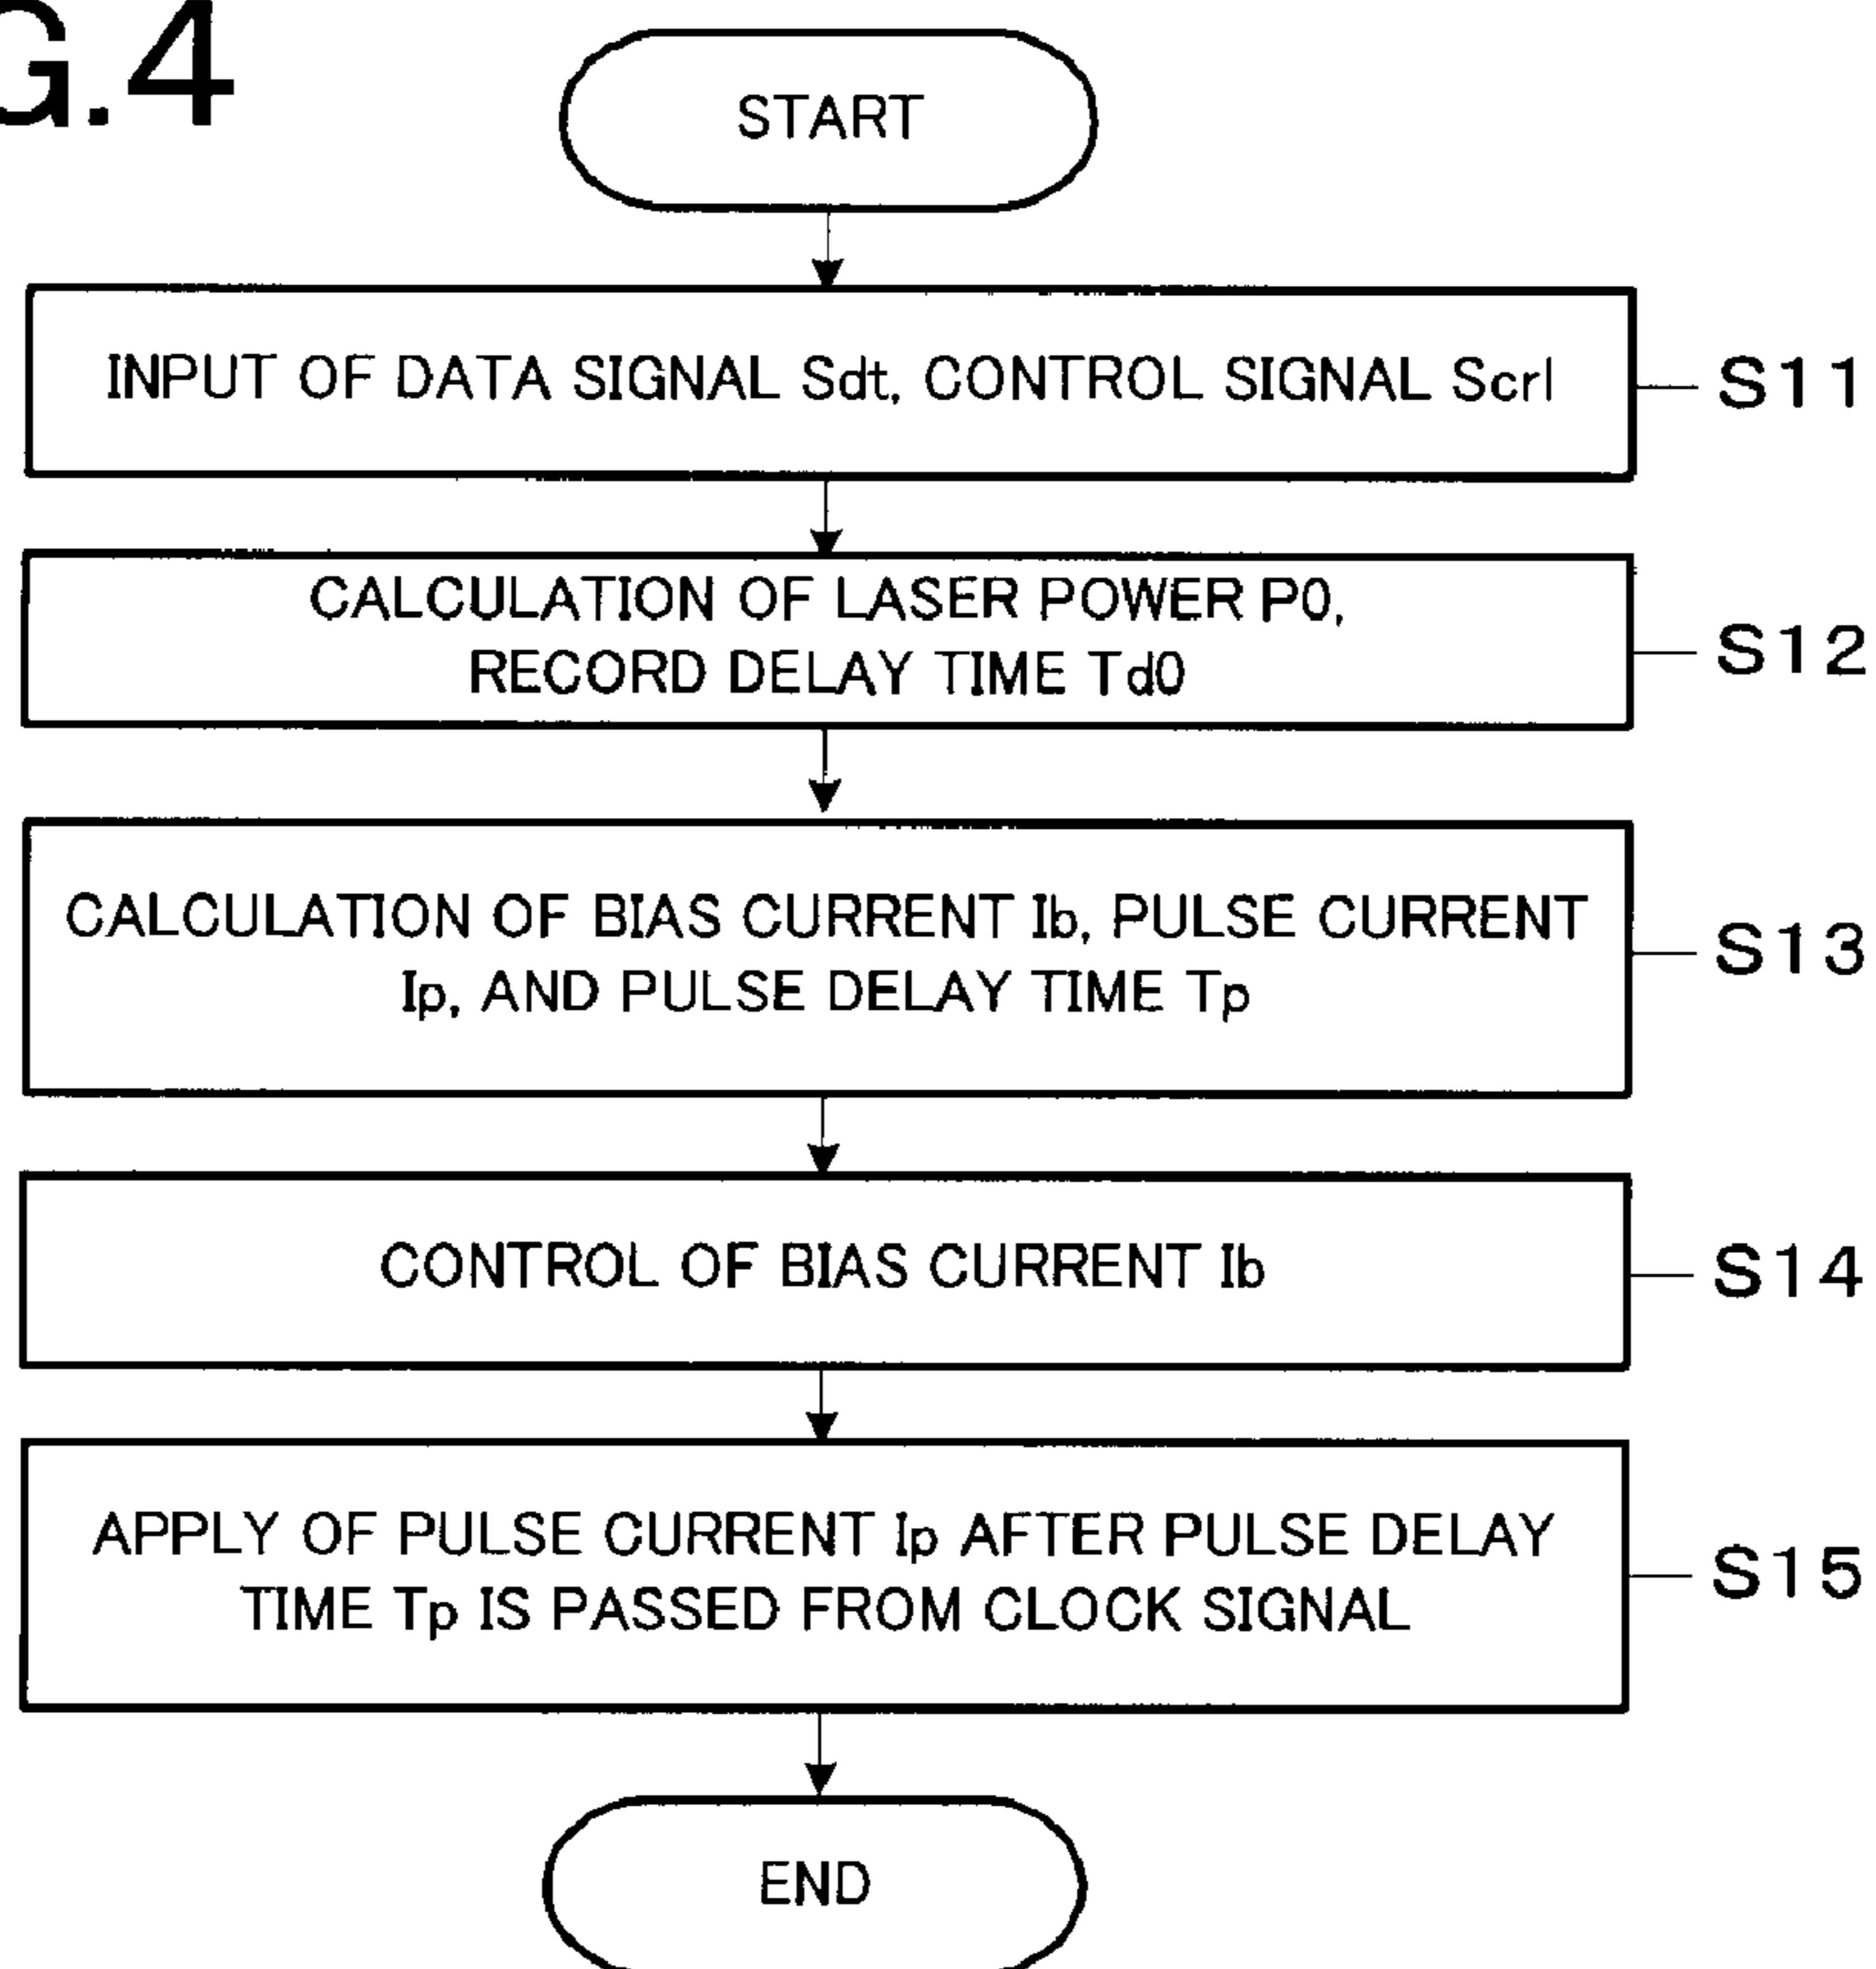 G.4
START
INPUT OF DATA SIGNAL Sdt, CONTROL SIGNAL Scrl
S11
CALCULATION OF LASER POWER P0,
RECORD DELAY TIME Td0
S12
CALCULATION OF BIAS CURRENT Ib, PULSE CURRENT
Ip, AND PULSE DELAY TIME Tp
S13
CONTROL OF BIAS CURRENT Ib
S14
APPLY OF PULSE CURRENT Ip AFTER PULSE DELAY
TIME Tp IS PASSED FROM CLOCK SIGNAL
S15
END